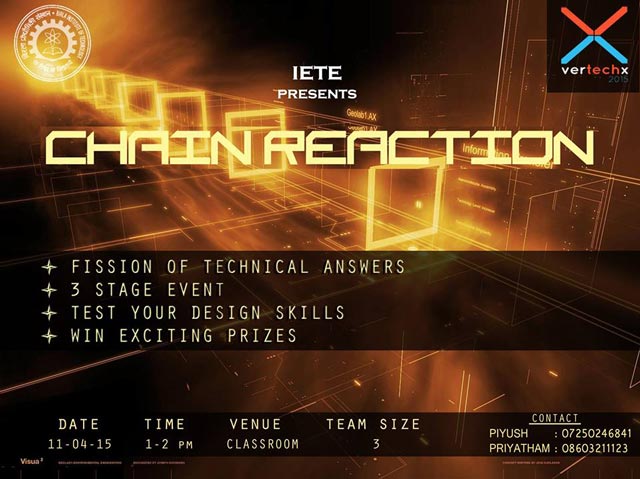 vertechx
2015
IETE
PRESENTS
Geolab1.AX
CHAIN REACTION
FISSION OF TECHNICAL ANSWERS
3 STAGE EVENT
TEST YOUR DESIGN SKILLS
WIN EXCITING PRIZES
DATE TIME VENUE TEAM SIZE
11-04-15 1-2 PM CLASSROOM 3
CONTACT
PIYUSH : 07250246841
PRIYATHAM : 08603211123